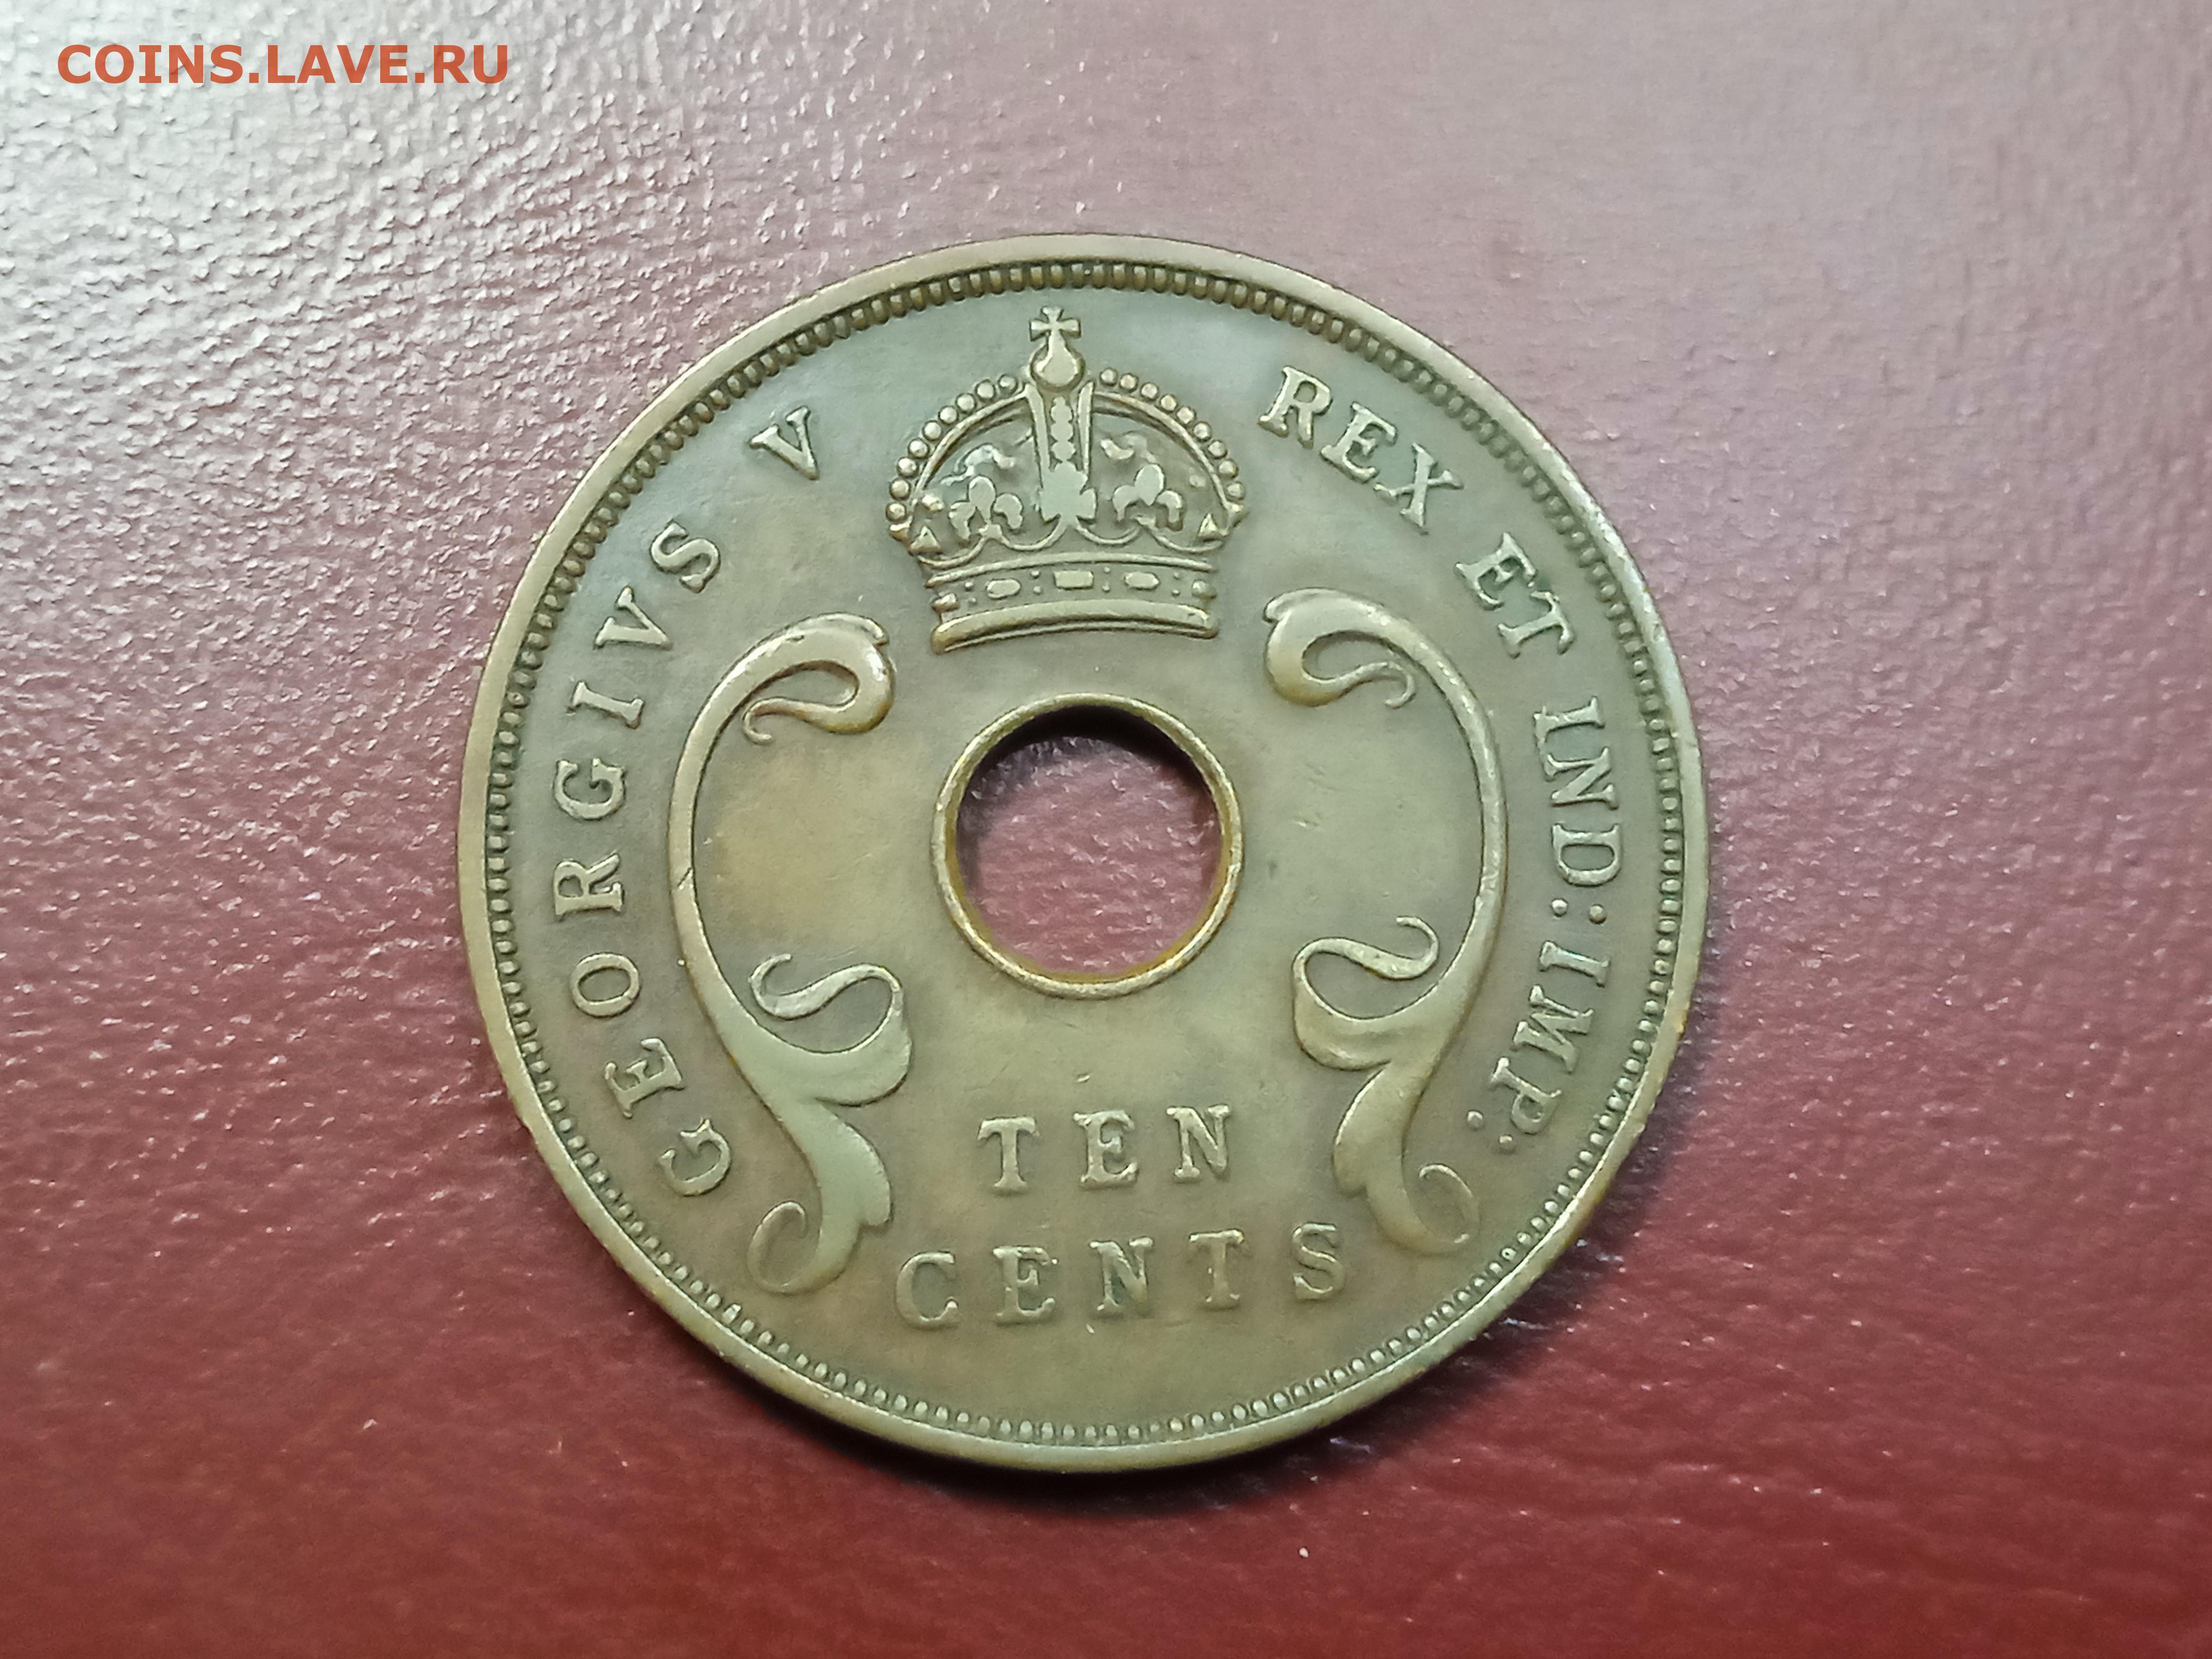 COINS.LAVE.RU
GEORGIVS V REX ET IND:IMP:
TEN
CENTS